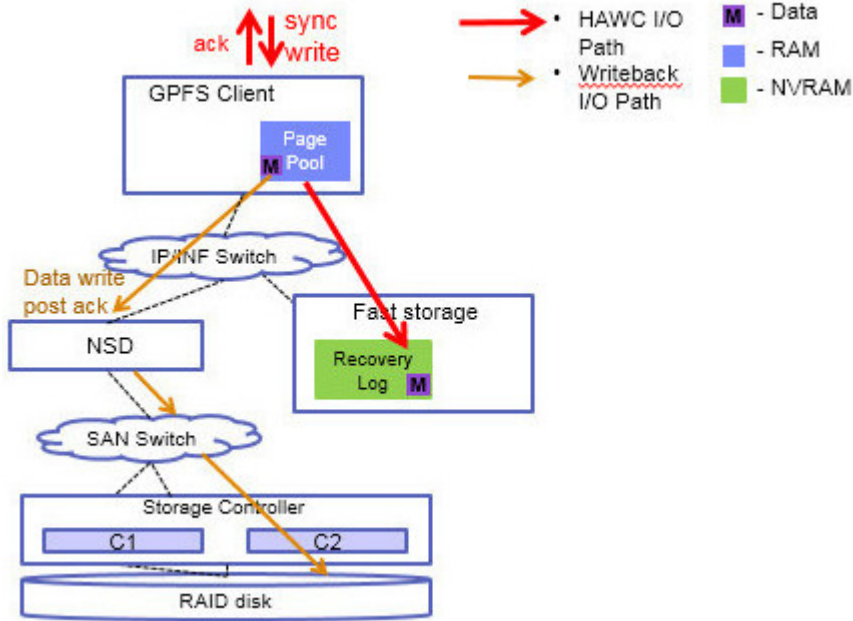 ack
sync
write
• HAWC I/O
Path
• Writeback
I/O Path
M - Data
- RAM
- NVRAM
GPFS Client
Page
Pool
M
IP/INF Switch
Data write
post ack
Fast storage
NSD
Recovery
Log M
SAN Switch
Storage Controller
C1 C2
RAID disk